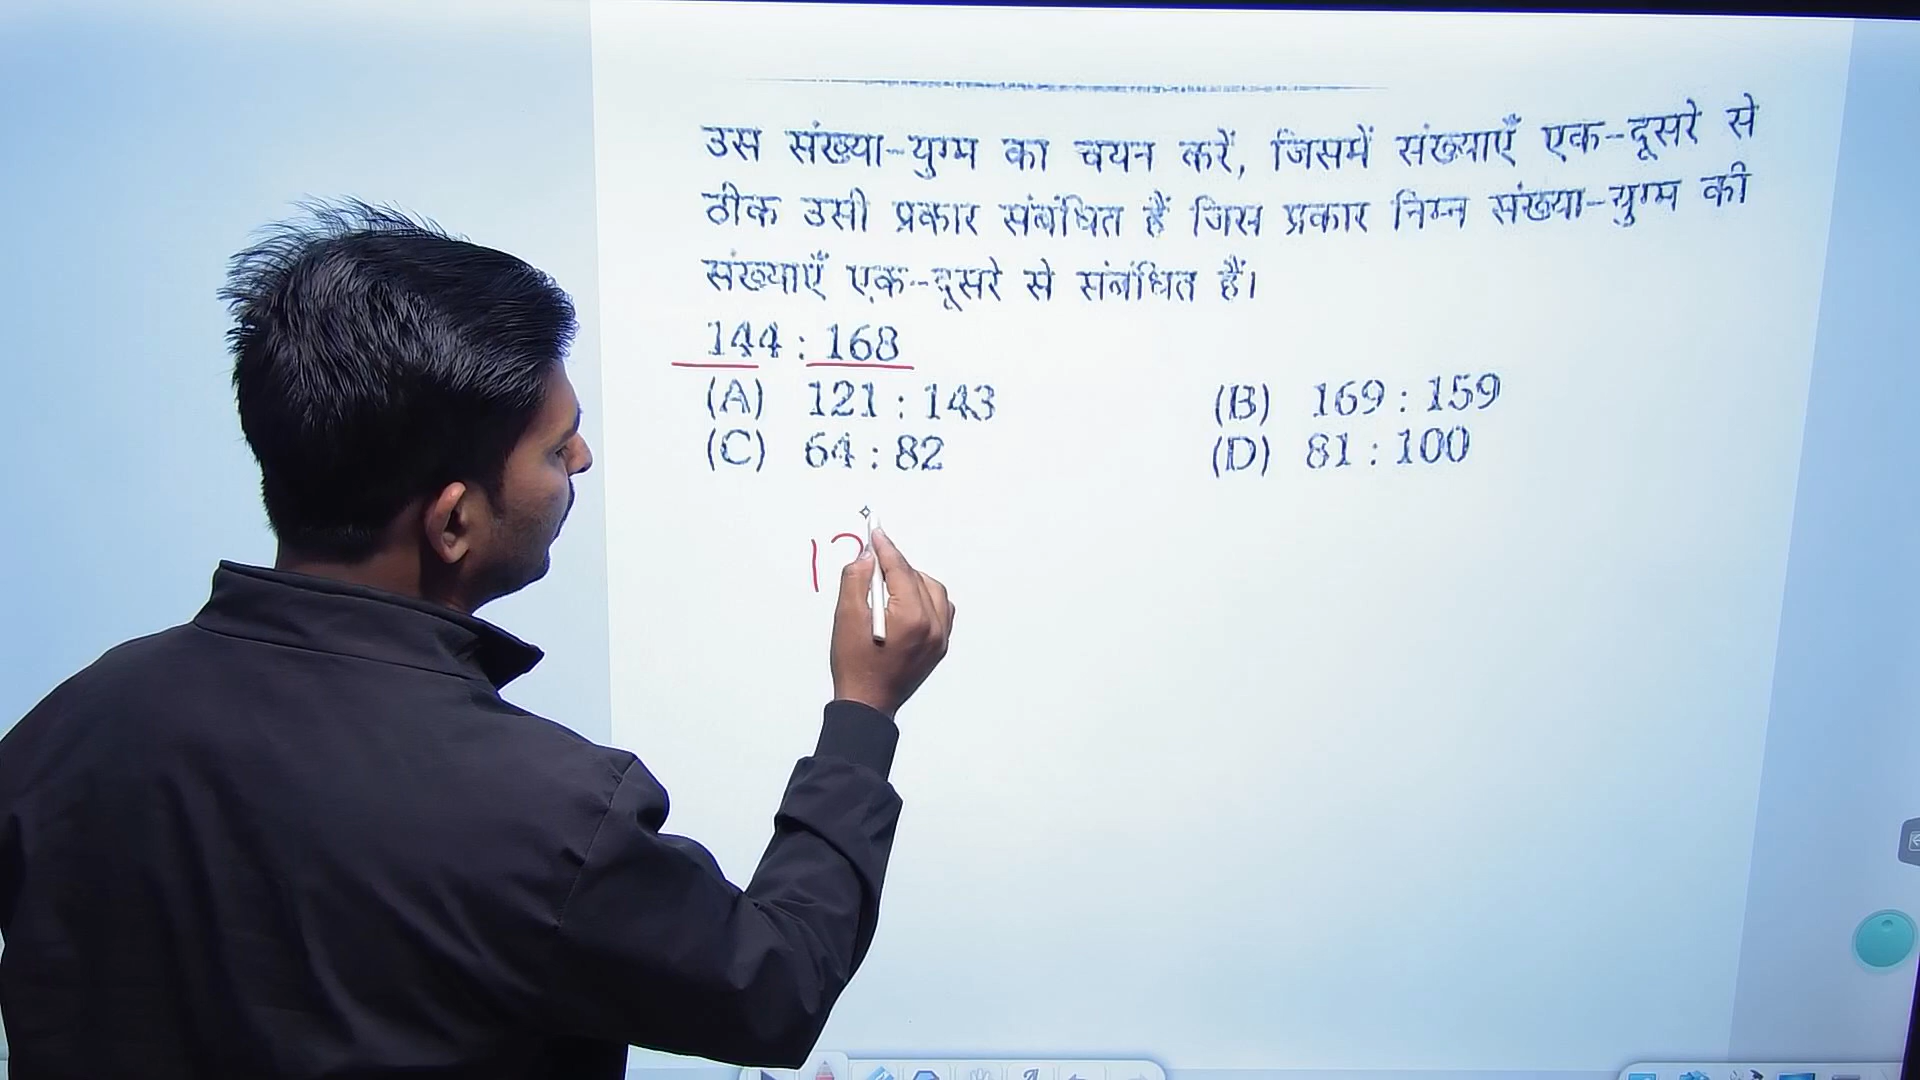 उस संख्या-युग्म का चयन करें, जिसमें संख्याएँ एक-दूसरे से
ठीक उसी प्रकार संबंधित हैं जिस प्रकार निम्न संख्या-युग्म की
संख्याएँ एक-दूसरे से संबंधित हैं।
144 : 168
(A) 121 : 143 (B) 169 : 159
(C) 64 : 82 (D) 81 : 100